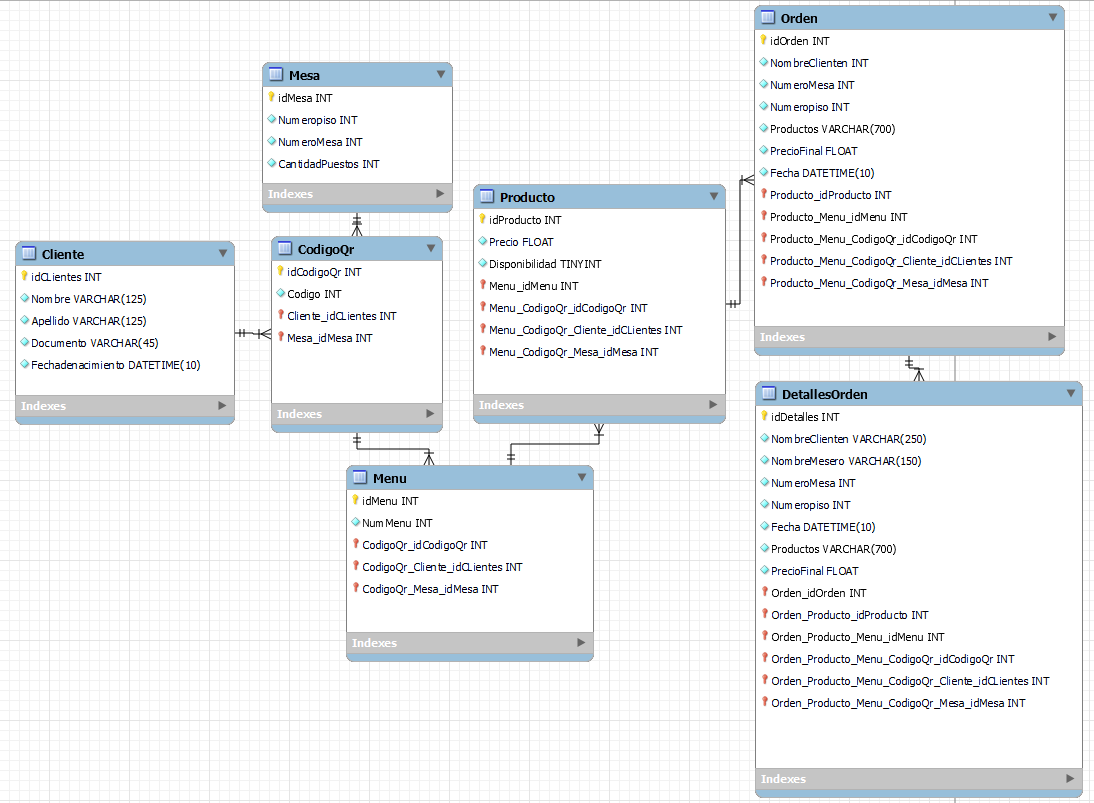 Mesa
idMesa INT
Numeropiso INT
NumeroMesa INT
CantidadPuestos INT
Indexes
Cliente
idCLientes INT
Nombre VARCHAR(125)
Apellido VARCHAR(125)
Documento VARCHAR(45)
Fechadenacimiento DATETIME(10)
Indexes
CodigoQr
idCodigoQr INT
Codigo INT
Cliente_idCLientes INT
Mesa_idMesa INT
Indexes
Menu
idMenu INT
NumMenu INT
CodigoQr_idCodigoQr INT
CodigoQr_Cliente_idCLientes INT
CodigoQr_Mesa_idMesa INT
Indexes
Producto
idProducto INT
Precio FLOAT
Disponibilidad TINYINT
Menu_idMenu INT
Menu_CodigoQr_idCodigoQr INT
Menu_CodigoQr_Cliente_idCLientes INT
Menu_CodigoQr_Mesa_idMesa INT
Indexes
Orden
idOrden INT
NombreClienten INT
NumeroMesa INT
Numeropiso INT
Productos VARCHAR(700)
PrecioFinal FLOAT
Fecha DATETIME(10)
Producto_idProducto INT
Producto_Menu_idMenu INT
Producto_Menu_CodigoQr_idCodigoQr INT
Producto_Menu_CodigoQr_Cliente_idCLientes INT
Producto_Menu_CodigoQr_Mesa_idMesa INT
Indexes
DetallesOrden
idDetalles INT
NombreClienten VARCHAR(250)
NombreMesero VARCHAR(150)
NumeroMesa INT
Numeropiso INT
Fecha DATETIME(10)
Productos VARCHAR(700)
PrecioFinal FLOAT
Orden_idOrden INT
Orden_Producto_idProducto INT
Orden_Producto_Menu_idMenu INT
Orden_Producto_Menu_CodigoQr_idCodigoQr INT
Orden_Producto_Menu_CodigoQr_Cliente_idCLientes INT
Orden_Producto_Menu_CodigoQr_Mesa_idMesa INT
Indexes